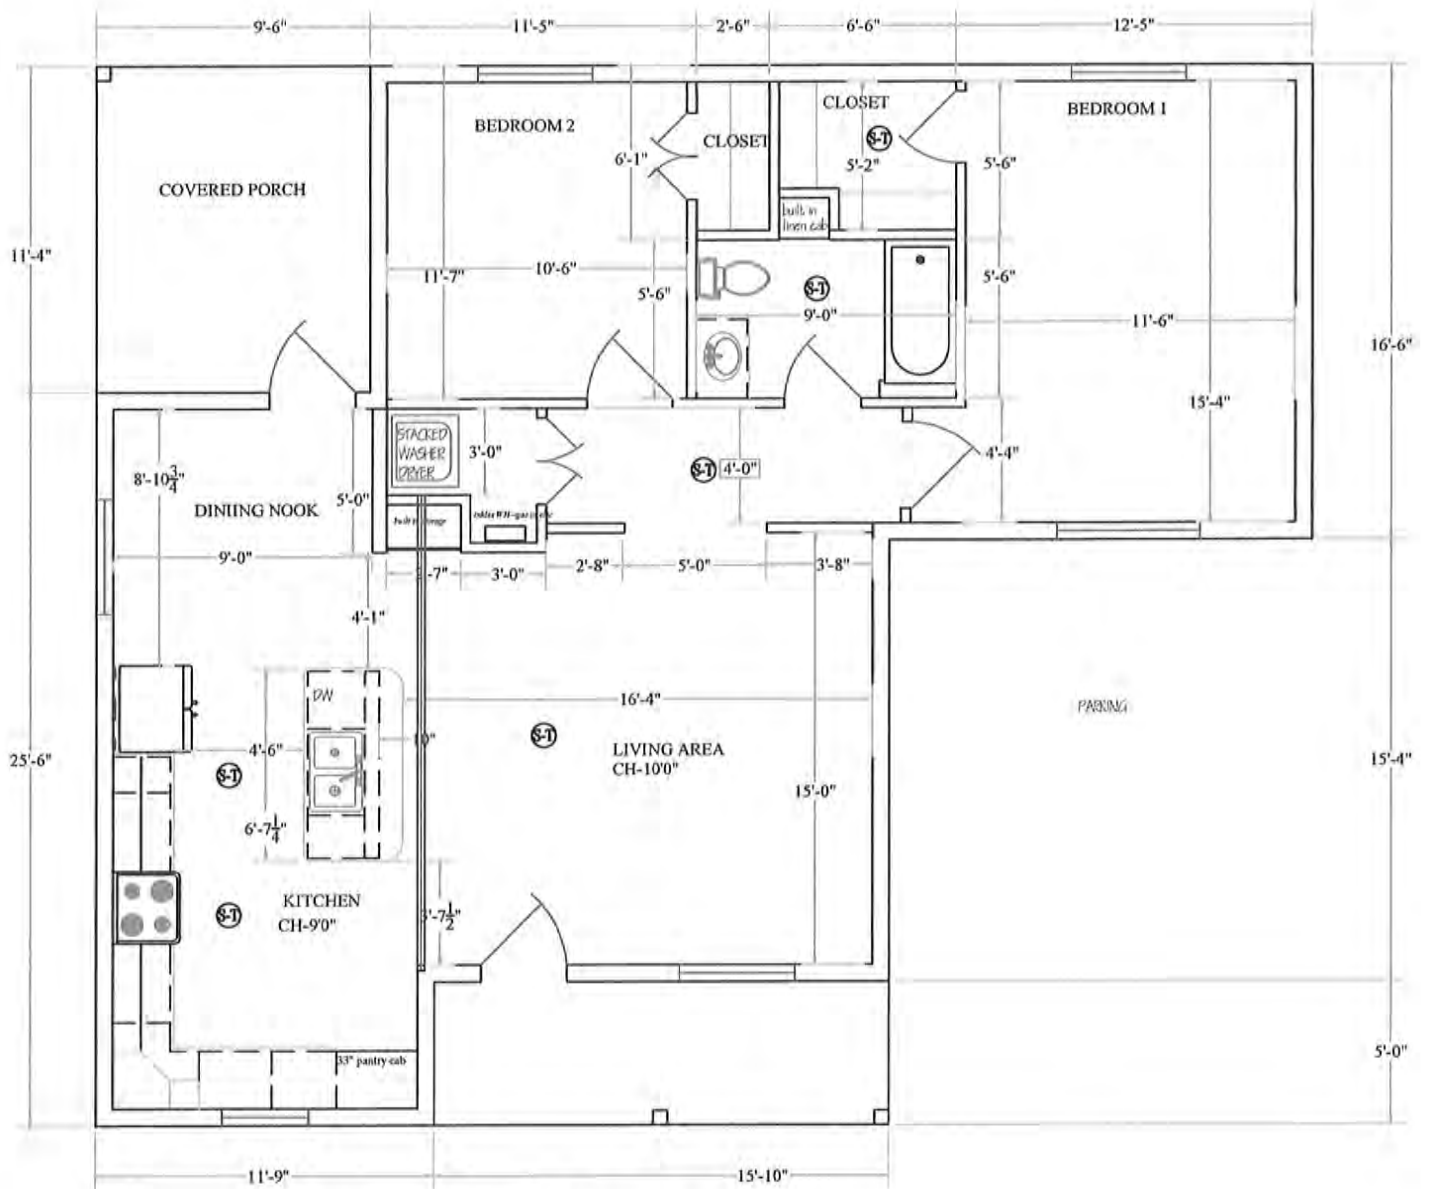 9'-6"
11'-5"
2'-6"
6'-6"
12'-5"
CLOSET
BEDROOM 1
BEDROOM 2
CLOSET
S-T
6'-1"
5'-2"
5'-6"
COVERED PORCH
built in
linen cab
11'-4"
11'-7"
10'-6"
5'-6"
S-T
9'-0"
5'-6"
11'-6"
16'-6"
15'-4"
STACKED
WASHER
DRYER
3'-0"
S-T
4'-0"
4'-4"
8'-10 3/4"
5'-0"
DINIING NOOK
9'-0"
-7"
3'-0"
2'-8"
5'-0"
3'-8"
4'-1"
DW
16'-4"
PARKING
4'-6"
S-T
S-T
LIVING AREA
CH-10'0"
25'-6"
15'-4"
15'-0"
6'-7 1/4"
KITCHEN
CH-9'0"
S-T
'-7 1/2"
33" pantry cab
5'-0"
11'-9"
15'-10"